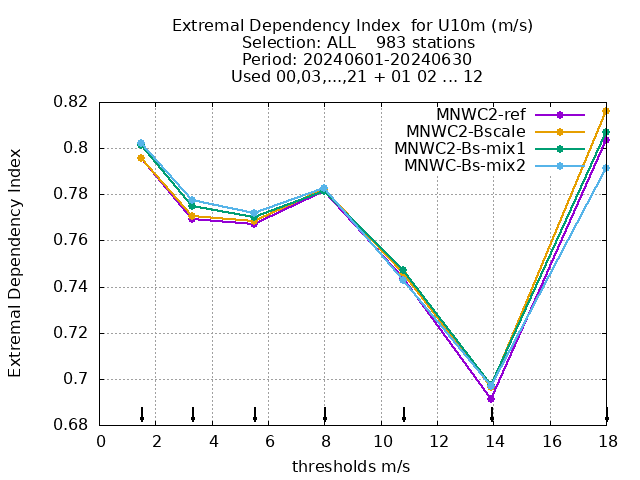 Extremal Dependency Index  for U10m (m/s)
Selection: ALL    983 stations
Period: 20240601-20240630
Used 00,03,...,21 + 01 02 ... 12
MNWC2-ref
MNWC2-Bscale
MNWC2-Bs-mix1
MNWC-Bs-mix2
Extremal Dependency Index
0.82
0.8
0.78
0.76
0.74
0.72
0.7
0.68
0 2 4 6 8 10 12 14 16 18
thresholds m/s